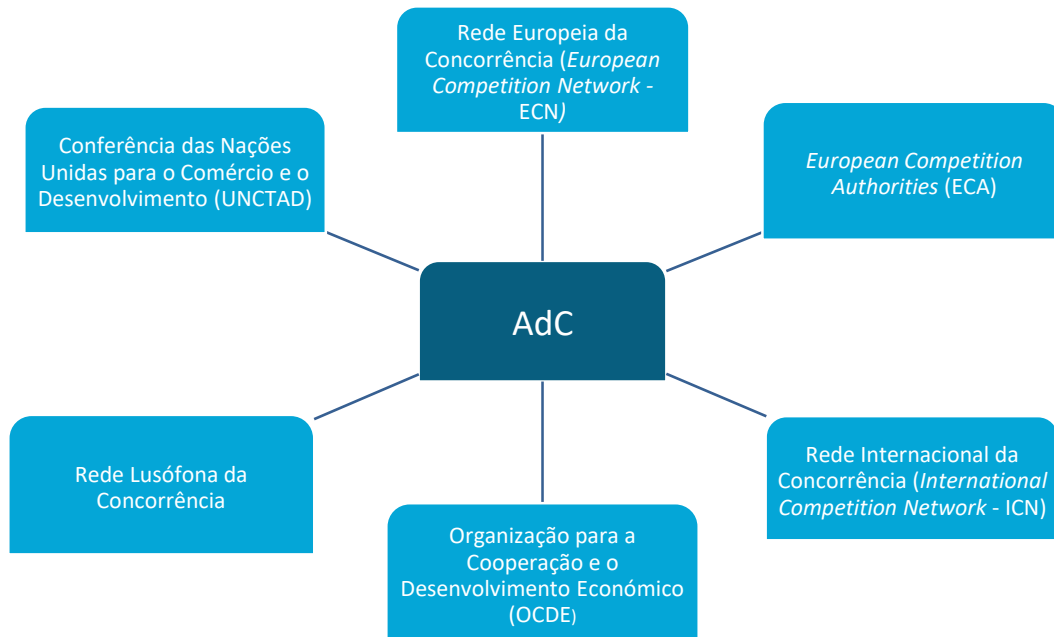 Rede Europeia da
Concorrência (European
Competition Network -
ECN)
Conferência das Nações
Unidas para o Comércio e o
Desenvolvimento (UNCTAD)
European Competition
Authorities (ECA)
AdC
Rede Lusófona da
Concorrência
Rede Internacional da
Concorrência (International
Competition Network - ICN)
Organização para a
Cooperação e o
Desenvolvimento Económico
(OCDE)